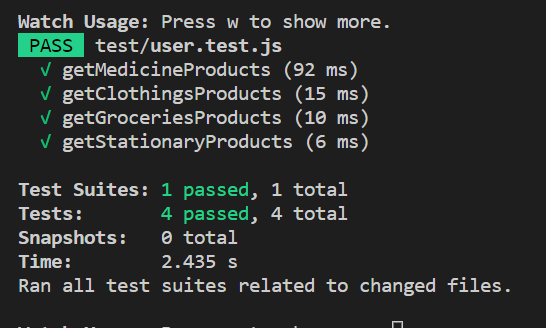 Watch Usage: Press w to show more.
PASS test/user.test.js
√ getMedicineProducts (92 ms)
√ getClothingsProducts (15 ms)
√ getGroceriesProducts (10 ms)
√ getStationaryProducts (6 ms)
Test Suites: 1 passed, 1 total
Tests: 4 passed, 4 total
Snapshots: 0 total
Time: 2.435 s
Ran all test suites related to changed files.